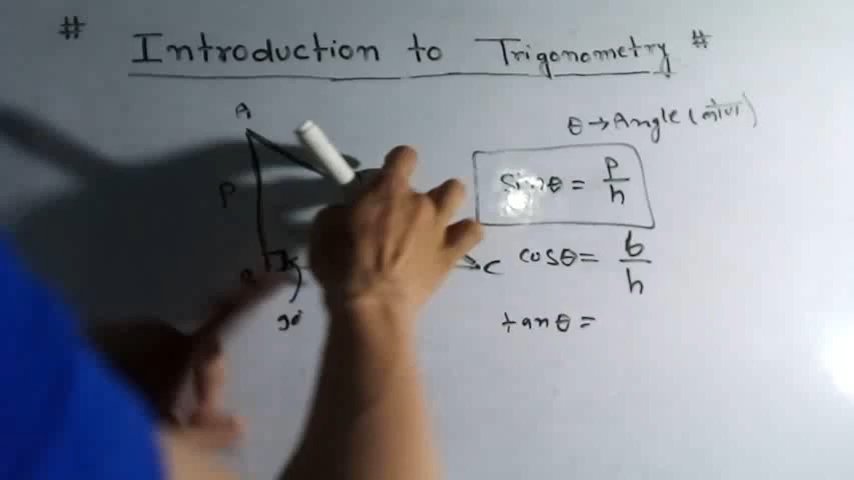 # Introduction to Trigonometry #
θ → Angle (
A
sinθ = P/h
P
C
cosθ = b/h
90°
tanθ =